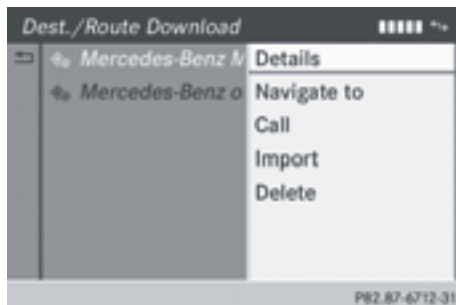 Dest./Route Download
Mercedes-Benz M
Details
Mercedes-Benz o
Navigate to
Call
Import
Delete
P82.87-6712-31